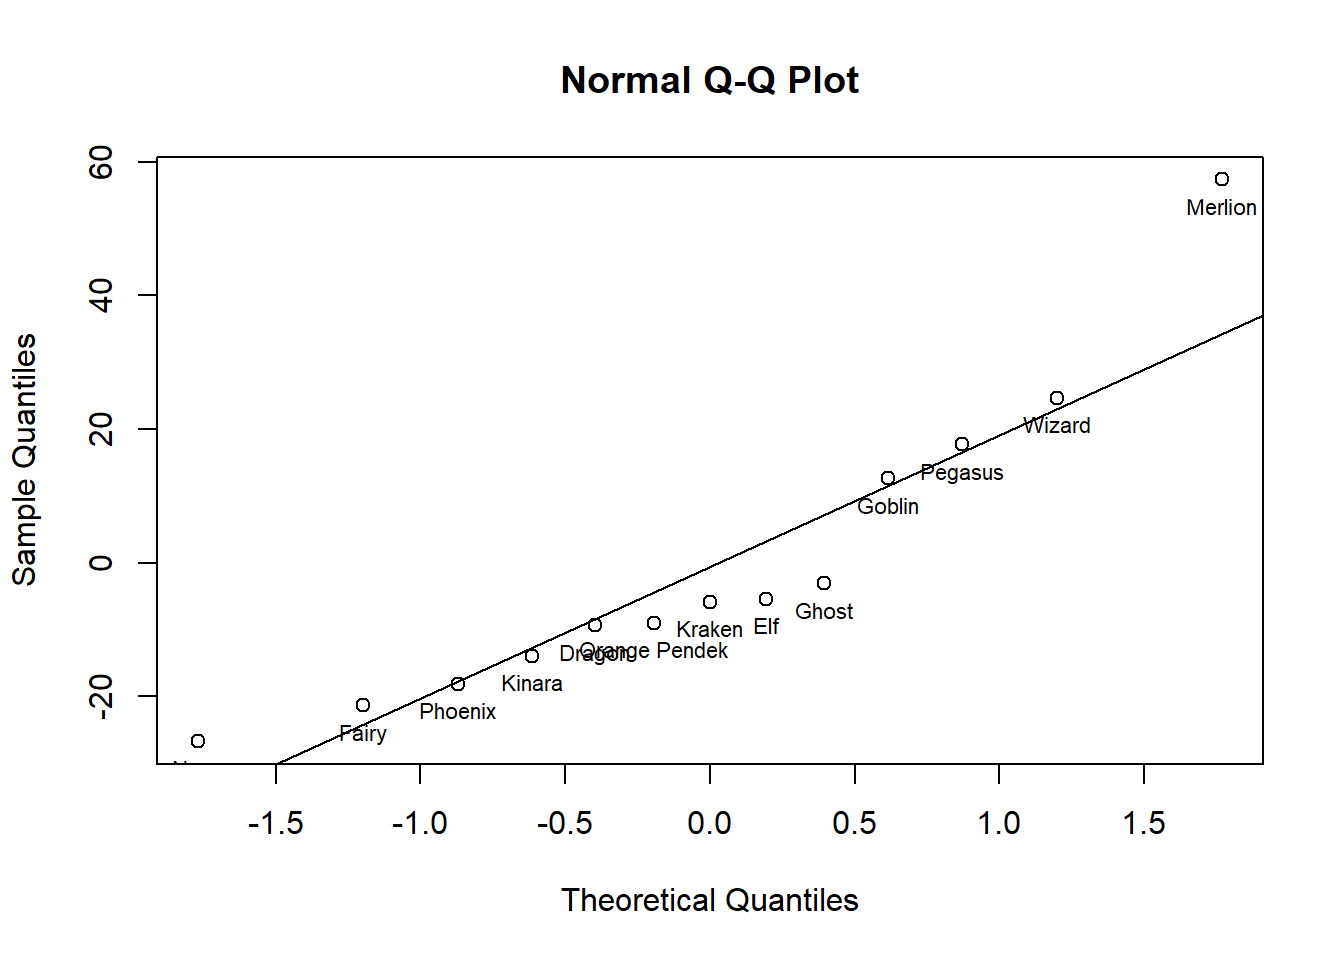 Normal Q-Q Plot
60
40
20
0
-20
Sample Quantiles
Merlion
Wizard
Pegasus
Goblin
Ghost
Elf
Kraken
Orange Pendek
Dragon
Kinara
Phoenix
Fairy
-1.5 -1.0 -0.5 0.0 0.5 1.0 1.5
Theoretical Quantiles